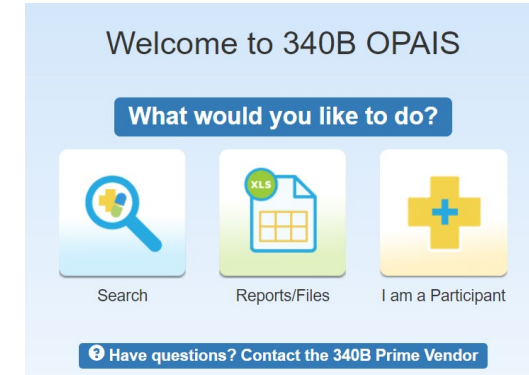 Welcome to 340B OPAIS
What would you like to do?
XLS
Search
Reports/Files
I am a Participant
? Have questions? Contact the 340B Prime Vendor